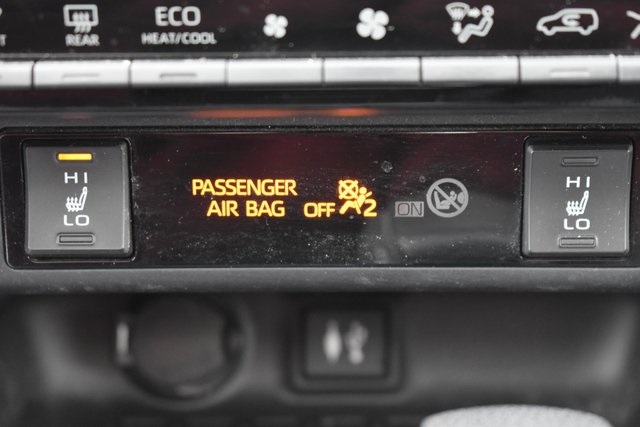 REAR
ECO
HEAT/COOL
HI
LO
PASSENGER
AIR BAG OFF 2
ON
HI
LO